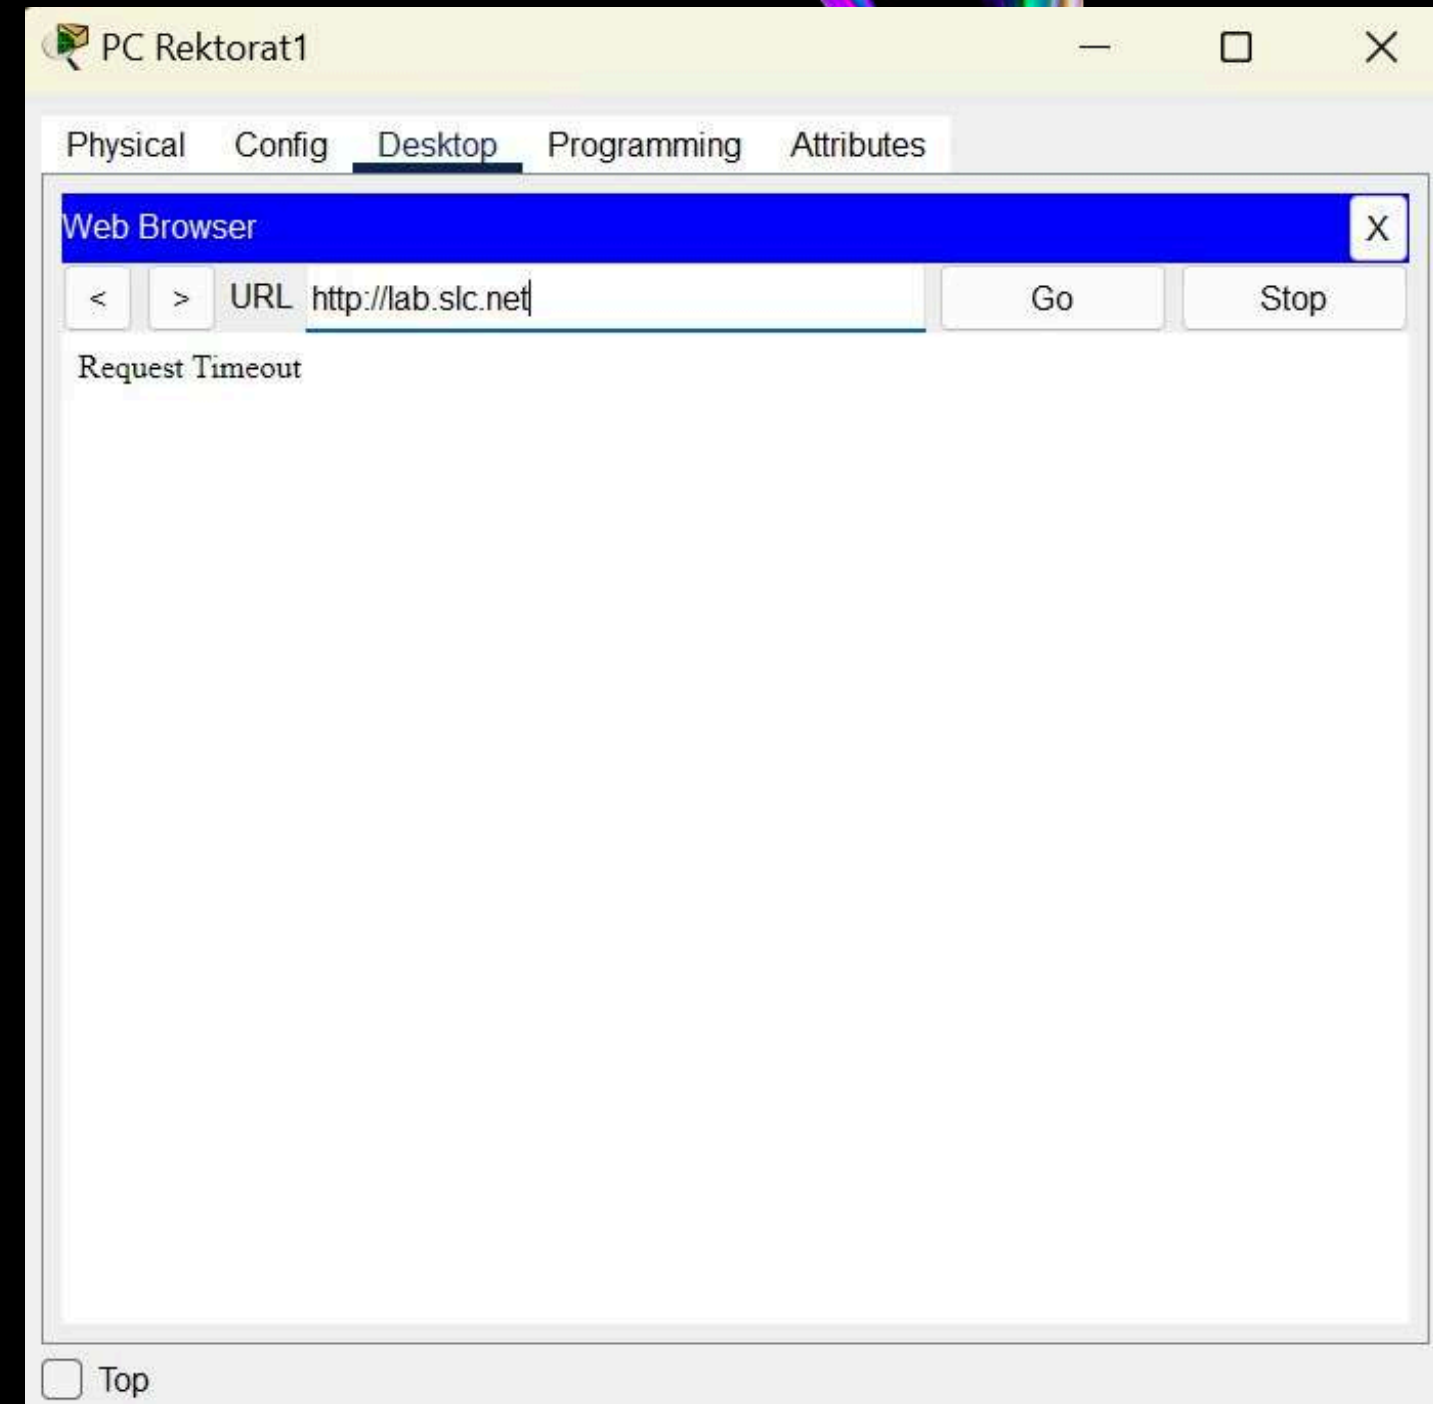 PC Rektorat1
Physical Config Desktop Programming Attributes
Web Browser X
< > URL http://lab.slc.net Go Stop
Request Timeout
Top